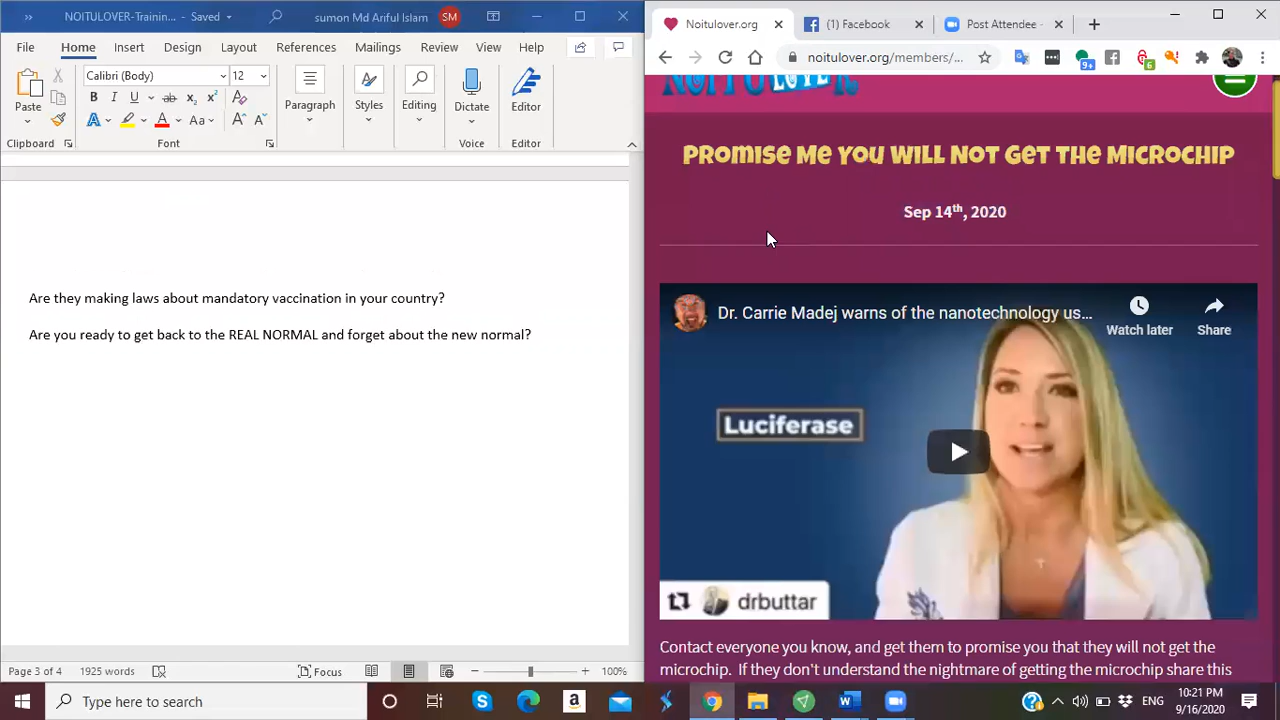 NOITULOVER-Trainin... - Saved
sumon Md Ariful Islam
SM
File
Home
Insert
Design
Layout
References
Mailings
Review
View
Help
Paste
Calibri (Body)
12
Paragraph
Styles
Editing
Dictate
Editor
Clipboard
Font
Voice
Editor
Are they making laws about mandatory vaccination in your country?
Are you ready to get back to the REAL NORMAL and forget about the new normal?
Page 3 of 4
1925 words
Focus
100%
Noitulover.org
(1) Facebook
Post Attendee -
noitulover.org/members/...
9+
6
NOITULOVER
PROMISE ME YOU WILL NOT GET THE MICROCHIP
Sep 14th, 2020
Dr. Carrie Madej warns of the nanotechnology us...
Watch later
Share
Luciferase
drbuttar
Contact everyone you know, and get them to promise you that they will not get the
microchip. If they don't understand the nightmare of getting the microchip share this
Type here to search
ENG
10:21 PM
9/16/2020